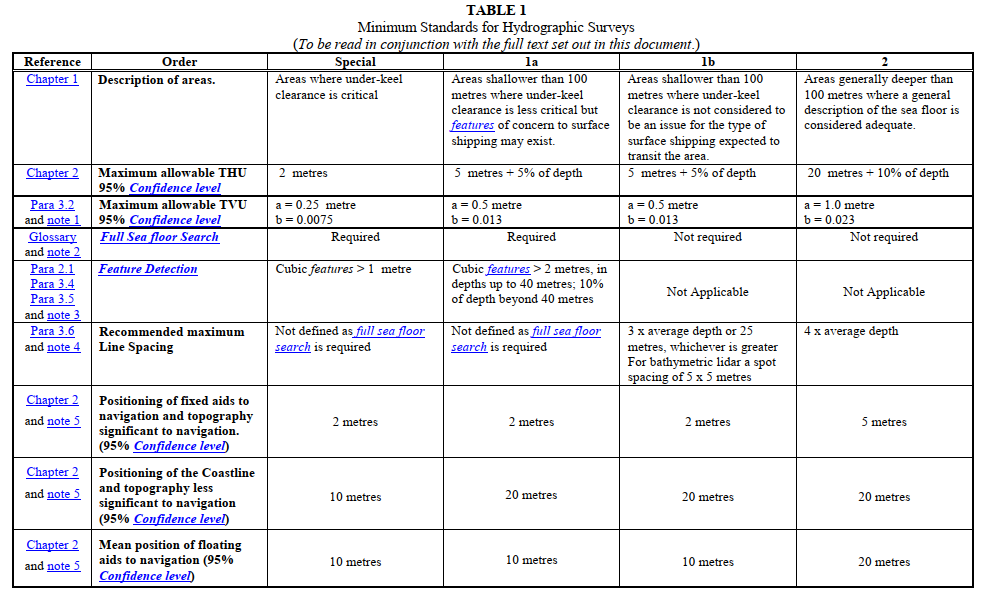 TABLE 1
Minimum Standards for Hydrographic Surveys
(To be read in conjunction with the full text set out in this document.)
Reference Order Special 1a 1b 2
Chapter 1
Description of areas.
Areas where under-keel
clearance is critical
Areas shallower than 100
metres where under-keel
clearance is less critical but
features of concern to surface
shipping may exist.
Areas shallower than 100
metres where under-keel
clearance is not considered to
be an issue for the type of
surface shipping expected to
transit the area.
Areas generally deeper than
100 metres where a general
description of the sea floor is
considered adequate.
Chapter 2
Maximum allowable THU
95% Confidence level
2 metres
5 metres + 5% of depth
5 metres + 5% of depth
20 metres + 10% of depth
Para 3.2
and note 1
Maximum allowable TVU
95% Confidence level
a = 0.25 metre
b = 0.0075
a = 0.5 metre
b = 0.013
a = 0.5 metre
b = 0.013
a = 1.0 metre
b = 0.023
Glossary
and note 2
Full Sea floor Search
Required
Required
Not required
Not required
Para 2.1
Para 3.4
Para 3.5
and note 3
Feature Detection
Cubic features > 1 metre
Cubic features > 2 metres, in
depths up to 40 metres; 10%
of depth beyond 40 metres
Not Applicable
Not Applicable
Para 3.6
and note 4
Recommended maximum
Line Spacing
Not defined as full sea floor
search is required
Not defined as full sea floor
search is required
3 x average depth or 25
metres, whichever is greater
For bathymetric lidar a spot
spacing of 5 x 5 metres
4 x average depth
Chapter 2
and note 5
Positioning of fixed aids to
navigation and topography
significant to navigation.
(95% Confidence level)
2 metres
2 metres
2 metres
5 metres
Chapter 2
and note 5
Positioning of the Coastline
and topography less
significant to navigation
(95% Confidence level)
10 metres
20 metres
20 metres
20 metres
Chapter 2
and note 5
Mean position of floating
aids to navigation (95%
Confidence level)
10 metres
10 metres
10 metres
20 metres